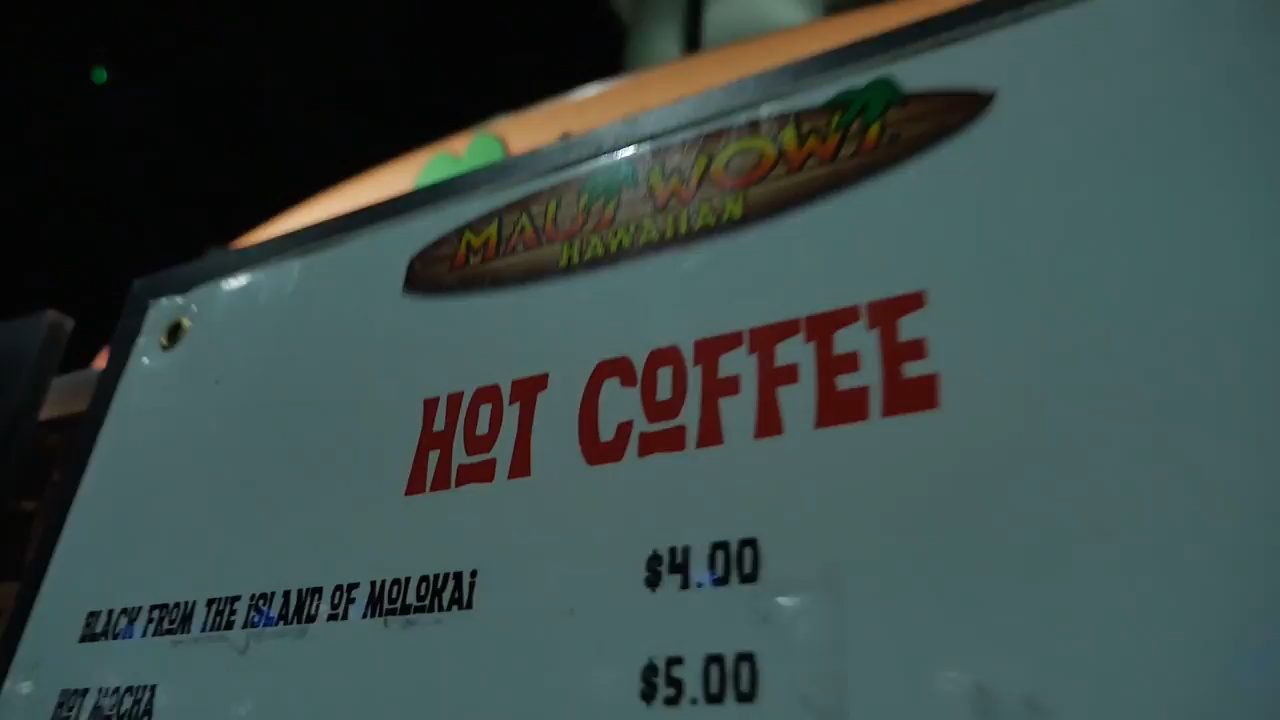 MAUI WOWI
HAWAIIAN
HOT COFFEE
BLACK FROM THE ISLAND OF MOLOKAI $4.00
HOT MOCHA $5.00